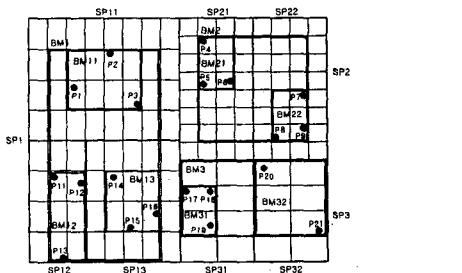 SP11
SP21
SP22
BM1
P2
BM11
P1
P3
BM2
P4
BM21
P5
P6
SP2
P7
BM22
P8
P9
SP1
P11
P12
P14
BM13
P16
P15
BM12
P13
BM3
P20
P17
P18
BM32
BM31
P19
P21
SP3
SP12
SP13
SP31
SP32